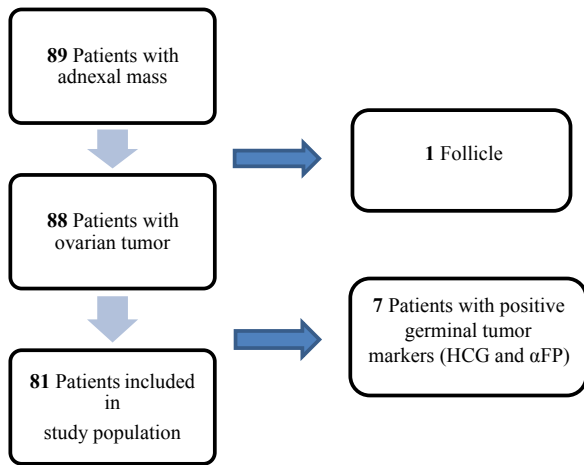 89 Patients with
adnexal mass
1 Follicle
88 Patients with
ovarian tumor
7 Patients with positive
germinal tumor
markers (HCG and αFP)
81 Patients included
in
study population